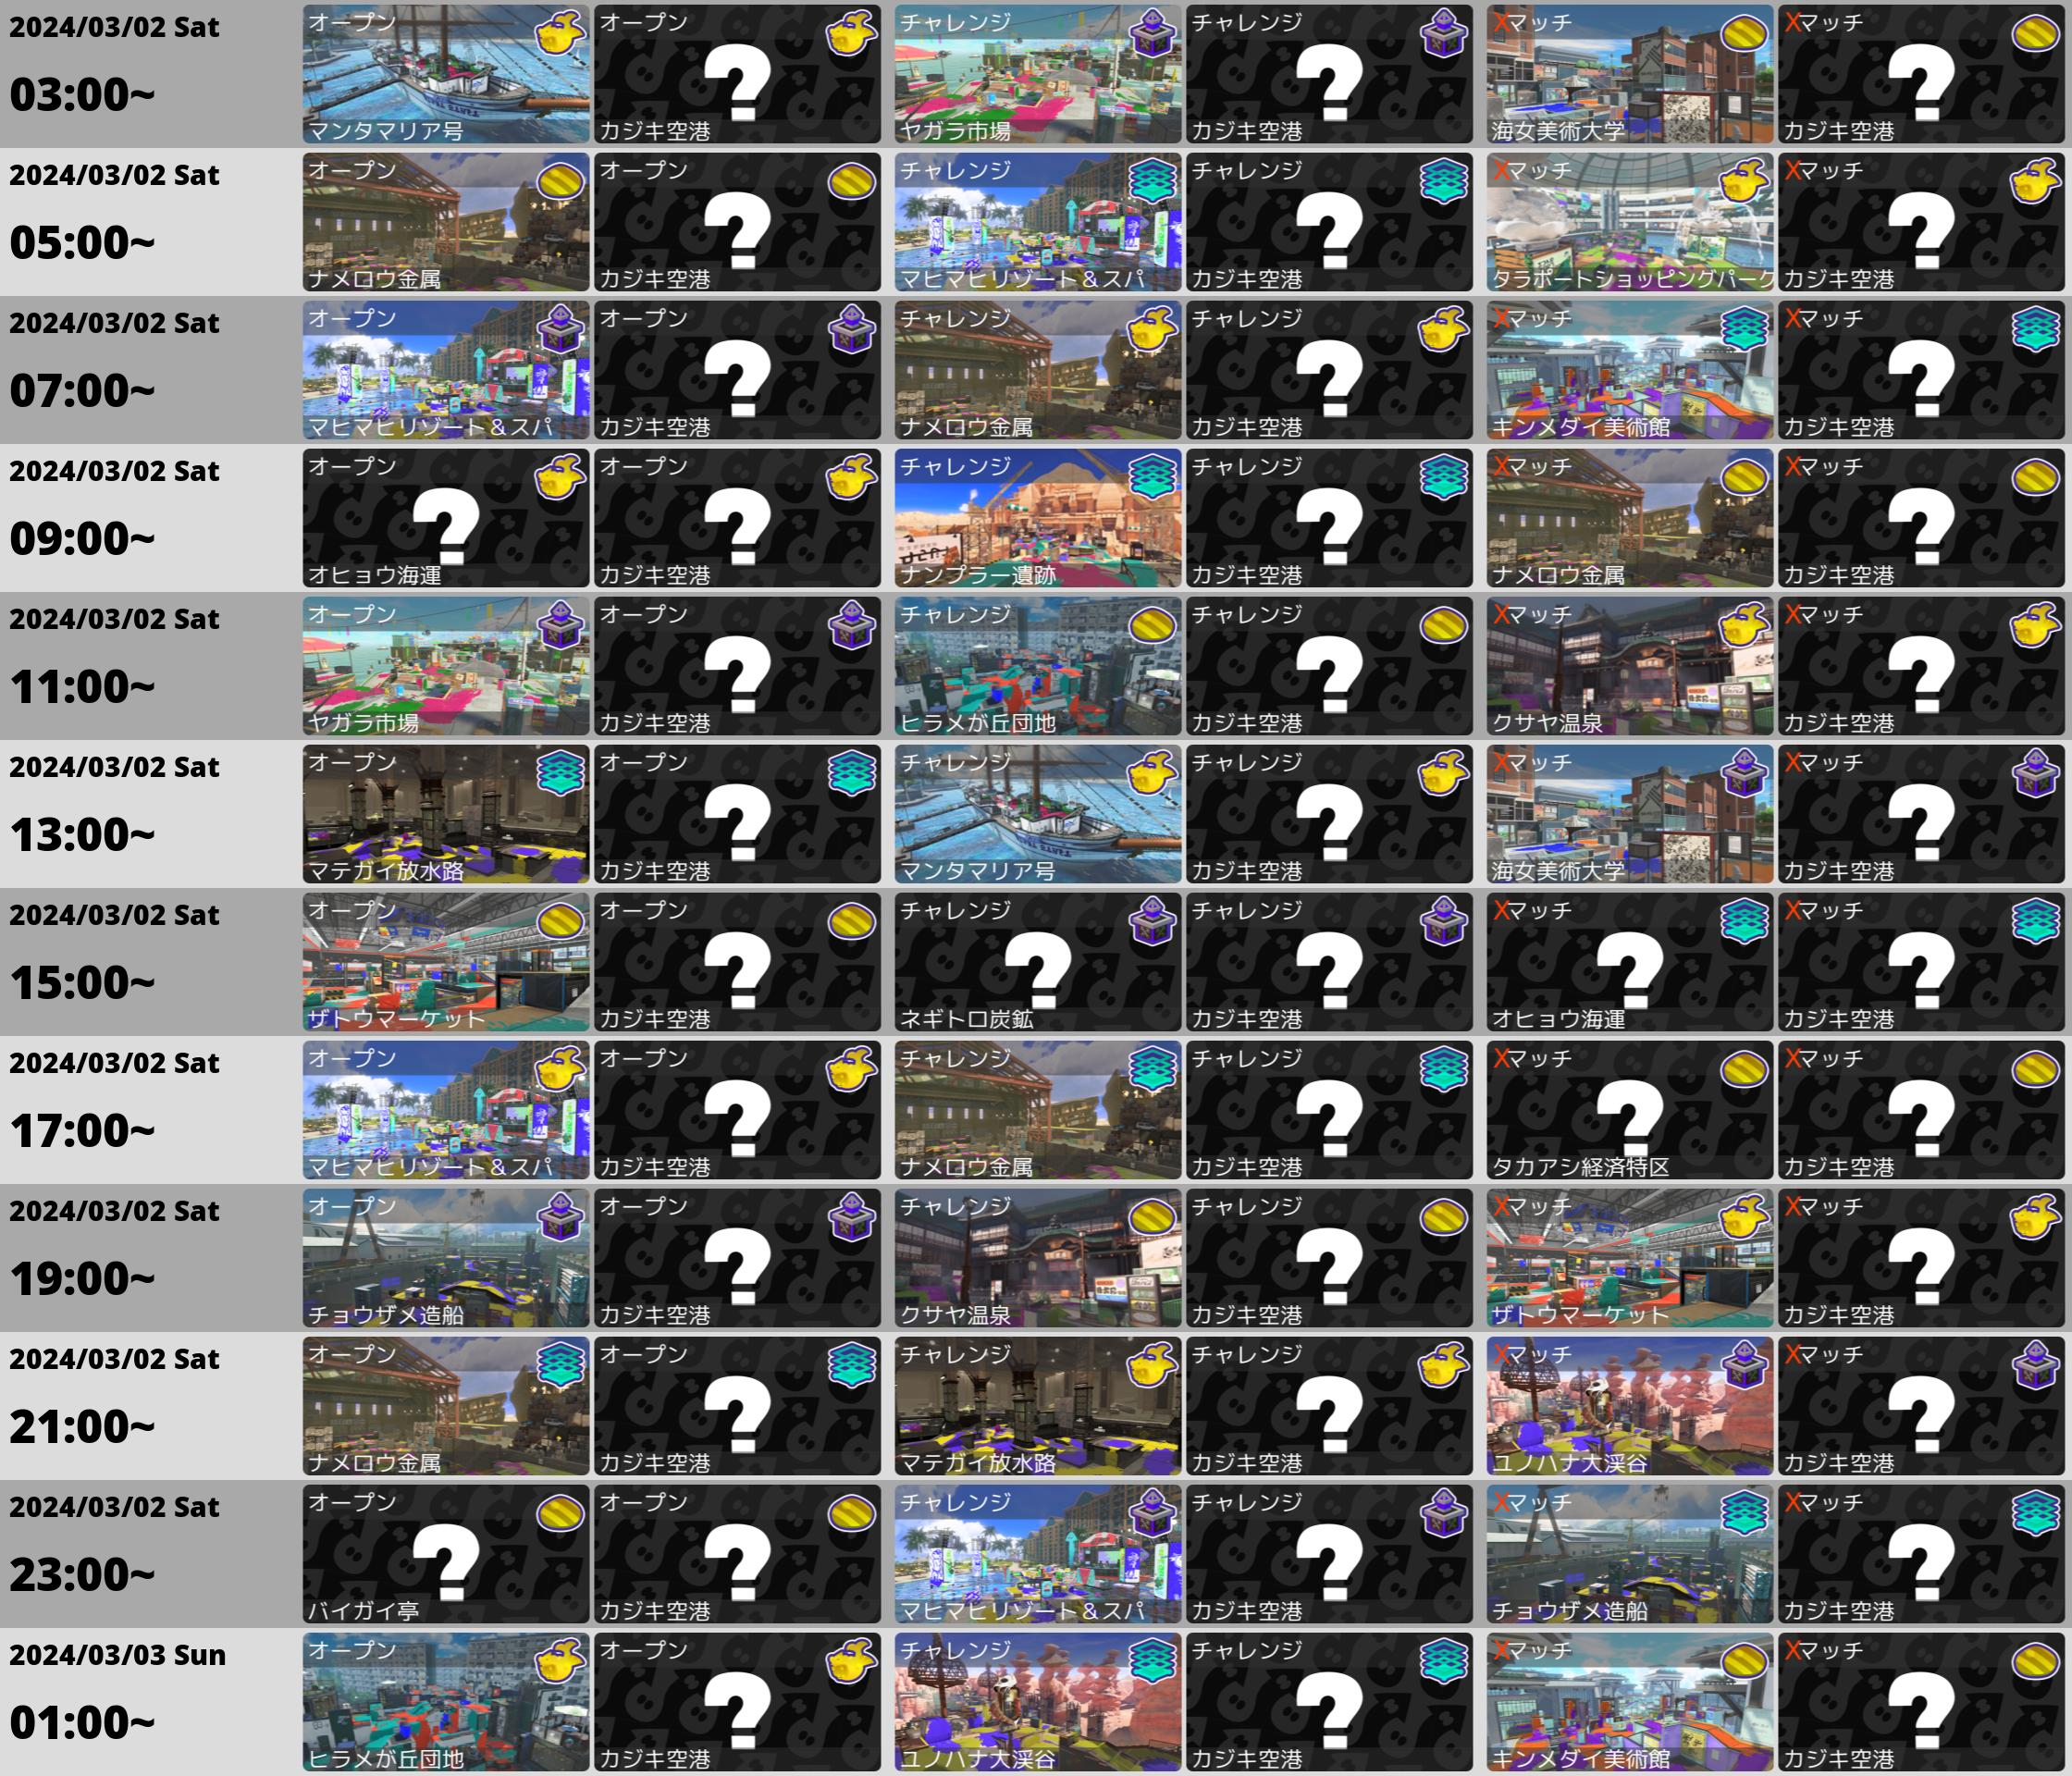 2024/03/02 Sat
03:00~
オープン
マンタマリア号
オープン
カジキ空港
チャレンジ
ヤガラ市場
チャレンジ
カジキ空港
Xマッチ
海女美術大学
Xマッチ
カジキ空港
2024/03/02 Sat
05:00~
オープン
ナメロウ金属
オープン
カジキ空港
チャレンジ
マヒマヒリゾート＆スパ
チャレンジ
カジキ空港
Xマッチ
タラポートショッピングパーク
Xマッチ
カジキ空港
2024/03/02 Sat
07:00~
オープン
マヒマヒリゾート＆スパ
オープン
カジキ空港
チャレンジ
ナメロウ金属
チャレンジ
カジキ空港
Xマッチ
キンメダイ美術館
Xマッチ
カジキ空港
2024/03/02 Sat
09:00~
オープン
オヒョウ海運
オープン
カジキ空港
チャレンジ
ナンプラー遺跡
チャレンジ
カジキ空港
Xマッチ
ナメロウ金属
Xマッチ
カジキ空港
2024/03/02 Sat
11:00~
オープン
ヤガラ市場
オープン
カジキ空港
チャレンジ
ヒラメが丘団地
チャレンジ
カジキ空港
Xマッチ
クサヤ温泉
Xマッチ
カジキ空港
2024/03/02 Sat
13:00~
オープン
マテガイ放水路
オープン
カジキ空港
チャレンジ
マンタマリア号
チャレンジ
カジキ空港
Xマッチ
海女美術大学
Xマッチ
カジキ空港
2024/03/02 Sat
15:00~
オープン
ザトウマーケット
オープン
カジキ空港
チャレンジ
ネギトロ炭鉱
チャレンジ
カジキ空港
Xマッチ
オヒョウ海運
Xマッチ
カジキ空港
2024/03/02 Sat
17:00~
オープン
マヒマヒリゾート＆スパ
オープン
カジキ空港
チャレンジ
ナメロウ金属
チャレンジ
カジキ空港
Xマッチ
タカアシ経済特区
Xマッチ
カジキ空港
2024/03/02 Sat
19:00~
オープン
チョウザメ造船
オープン
カジキ空港
チャレンジ
クサヤ温泉
チャレンジ
カジキ空港
Xマッチ
ザトウマーケット
Xマッチ
カジキ空港
2024/03/02 Sat
21:00~
オープン
ナメロウ金属
オープン
カジキ空港
チャレンジ
マテガイ放水路
チャレンジ
カジキ空港
Xマッチ
ユノハナ大渓谷
Xマッチ
カジキ空港
2024/03/02 Sat
23:00~
オープン
バイガイ亭
オープン
カジキ空港
チャレンジ
マヒマヒリゾート＆スパ
チャレンジ
カジキ空港
Xマッチ
チョウザメ造船
Xマッチ
カジキ空港
2024/03/03 Sun
01:00~
オープン
ヒラメが丘団地
オープン
カジキ空港
チャレンジ
ユノハナ大渓谷
チャレンジ
カジキ空港
Xマッチ
キンメダイ美術館
Xマッチ
カジキ空港